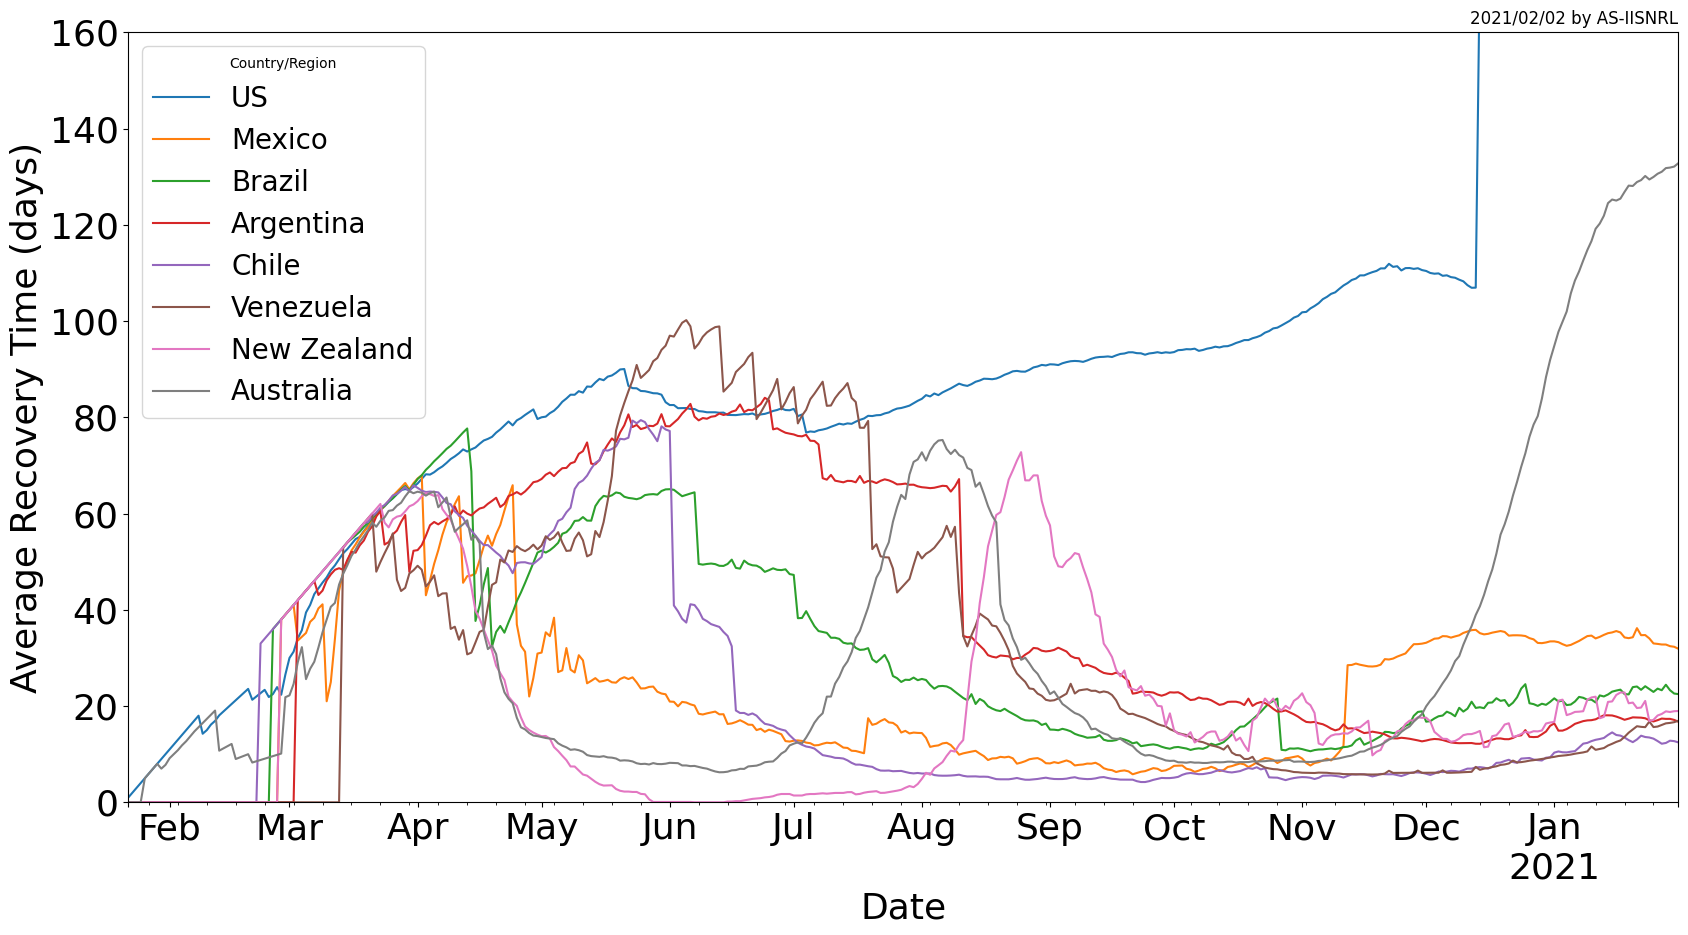 2021/02/02 by AS-IISNRL
Average Recovery Time (days)
160
140
120
100
80
60
40
20
0
Country/Region
US
Mexico
Brazil
Argentina
Chile
Venezuela
New Zealand
Australia
Feb Mar Apr May Jun Jul Aug Sep Oct Nov Dec Jan
2021
Date